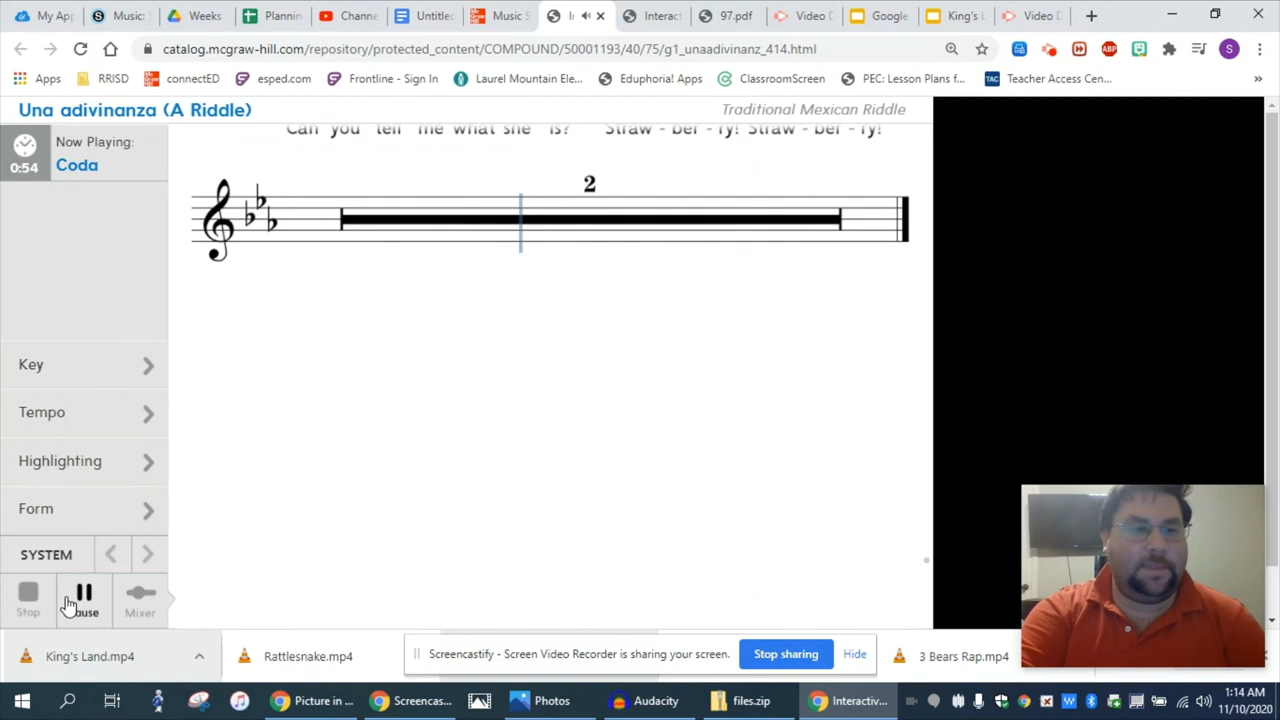 My App
Music:
Weeks
Plannin
Channe
Untitle
Music S
Interact
97.pdf
Video D
Google
King's L
Video D
catalog.mcgraw-hill.com/repository/protected_content/COMPOUND/50001193/40/75/g1_unaadivinanz_414.html
Apps
RRISD
connectED
esped.com
Frontline - Sign In
Laurel Mountain Ele...
Eduphoria! Apps
ClassroomScreen
PEC: Lesson Plans f...
Teacher Access Cen...
Una adivinanza (A Riddle)
Traditional Mexican Riddle
0:54
Now Playing:
Coda
Can you tell me what she is? Straw - ber - ry! Straw - ber - ry!
2
Key
Tempo
Highlighting
Form
SYSTEM
Stop
ause
Mixer
King's Land.mp4
Rattlesnake.mp4
Screencastify - Screen Video Recorder is sharing your screen.
Stop sharing
Hide
3 Bears Rap.mp4
Picture in ...
Screencas...
Photos
Audacity
files.zip
Interactiv...
1:14 AM
11/10/2020